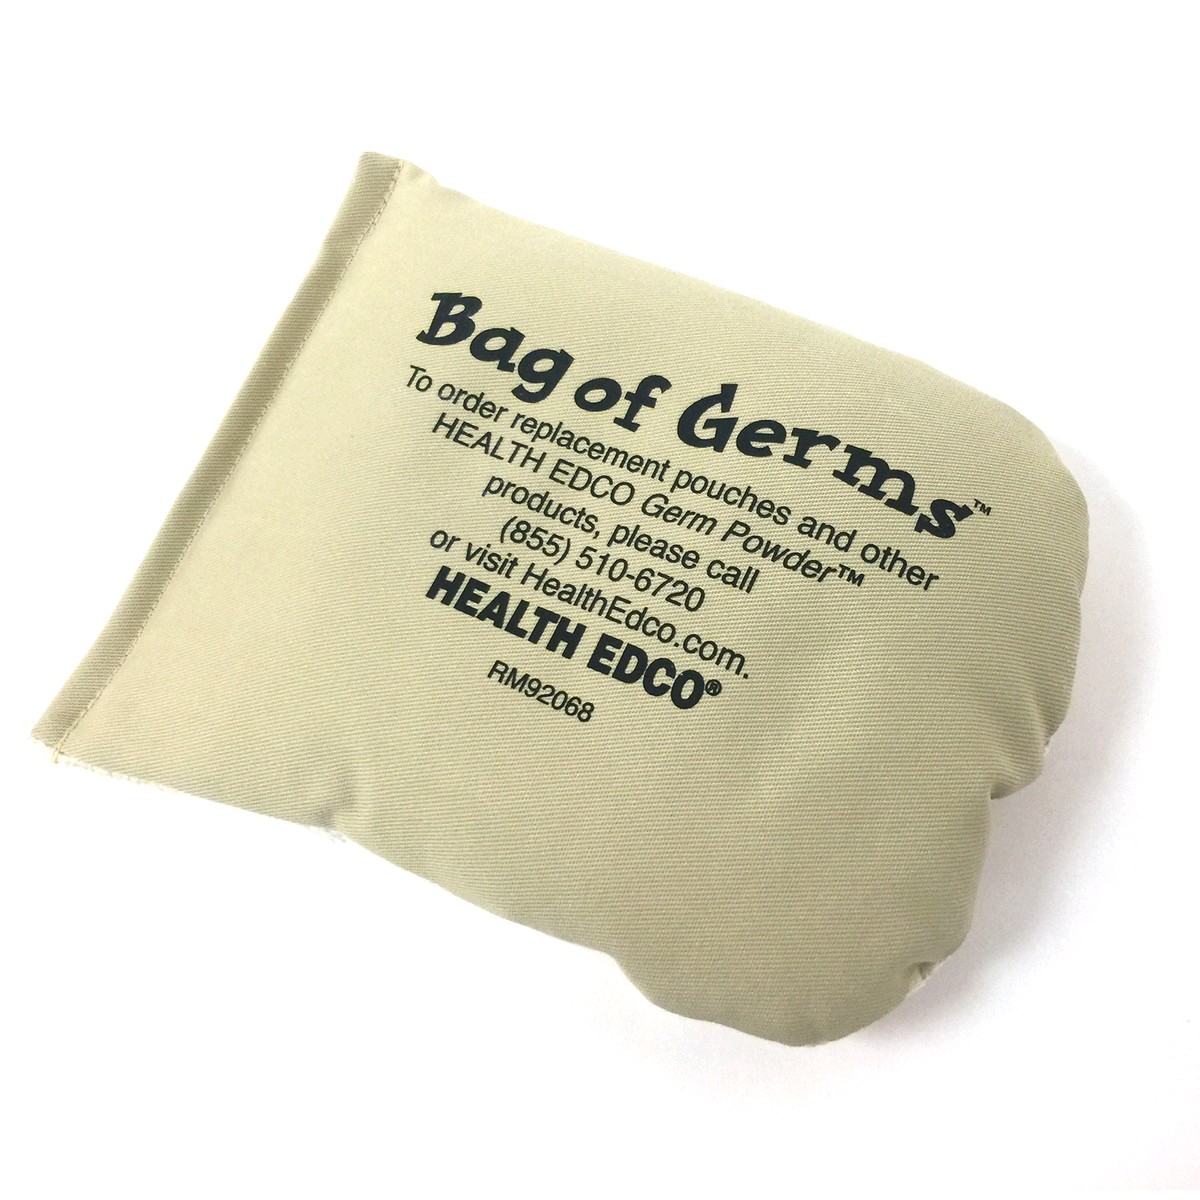 Bag of Germs™
To order replacement pouches and other
HEALTH EDCO Germ Powder™
products, please call
(855) 510-6720
or visit HealthEdco.com.
HEALTH EDCO®
RM92068